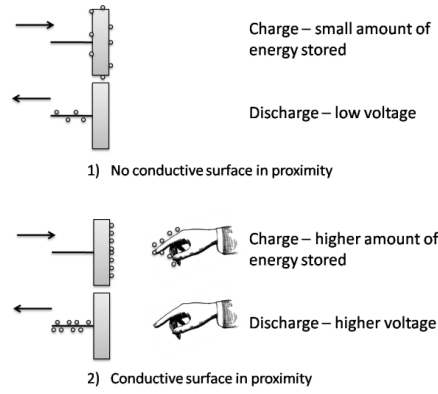 Charge – small amount of
energy stored
Discharge – low voltage
1) No conductive surface in proximity
Charge – higher amount of
energy stored
Discharge – higher voltage
2) Conductive surface in proximity